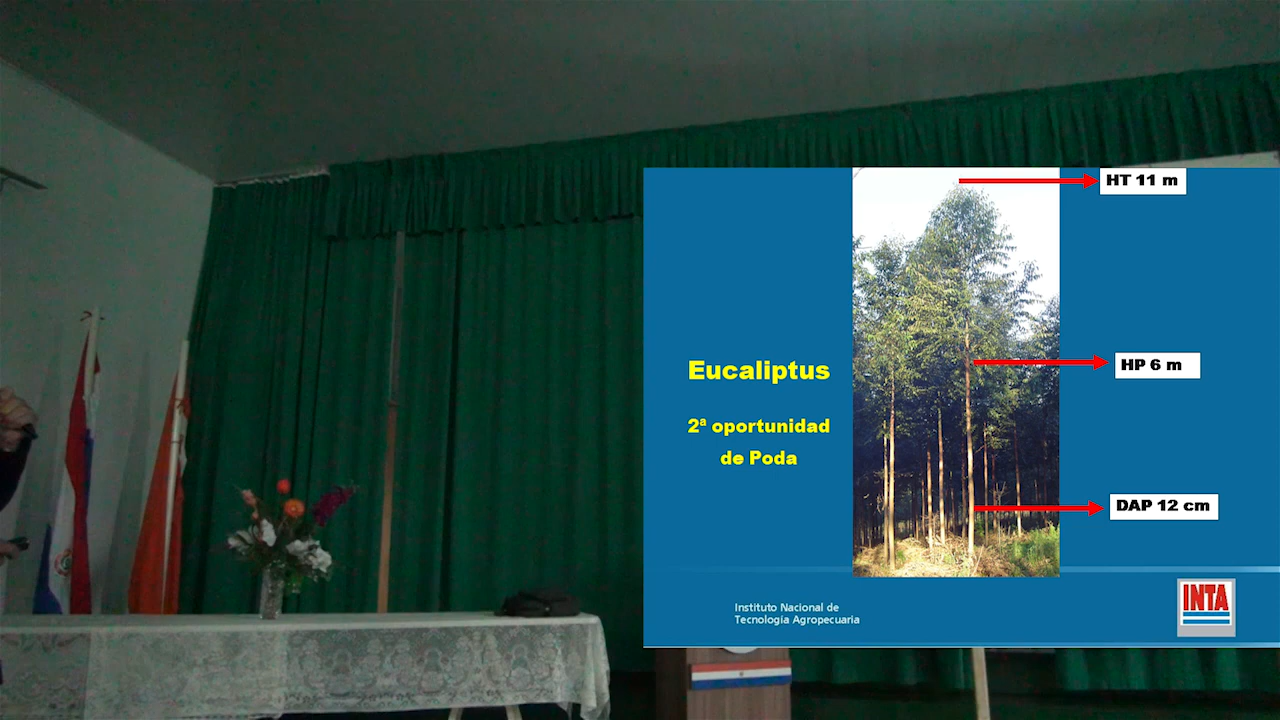 HT 11 m
HP 6 m
Eucaliptus
2ª oportunidad
de Poda
DAP 12 cm
Instituto Nacional de
Tecnología Agropecuaria
INTA